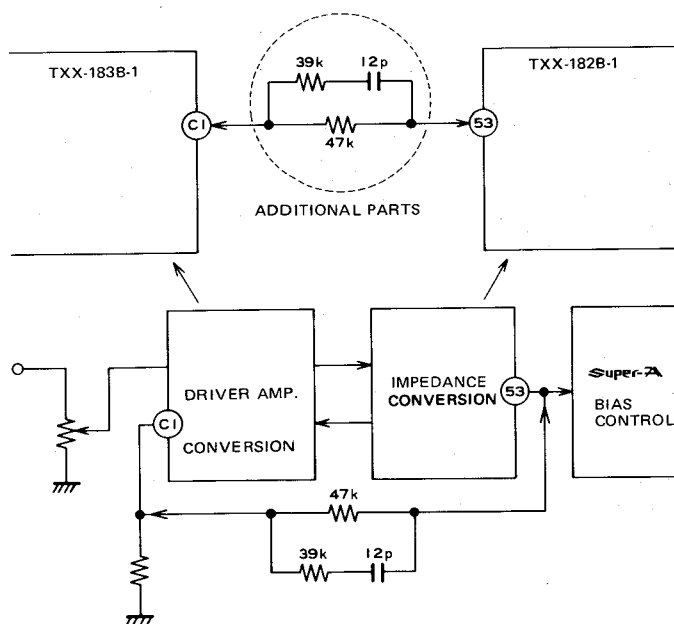 TXX-183B-1
39k 12p
TXX-182B-1
C1
53
47k
ADDITIONAL PARTS
DRIVER AMP.
CONVERSION
C1
IMPEDANCE
CONVERSION
53
Super-A
BIAS
CONTROL
47k
39k 12p